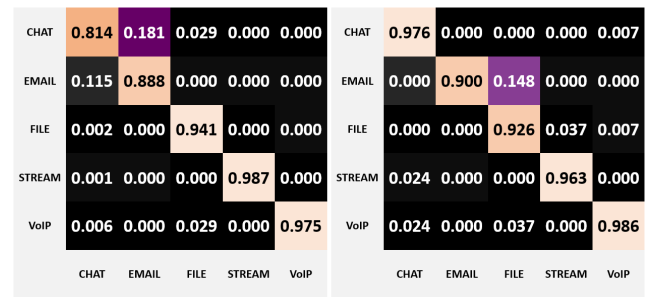 CHAT 0.814 0.181 0.029 0.000 0.000
EMAIL 0.115 0.888 0.000 0.000 0.000
FILE 0.002 0.000 0.941 0.000 0.000
STREAM 0.001 0.000 0.000 0.987 0.000
VoIP 0.006 0.000 0.029 0.000 0.975
CHAT EMAIL FILE STREAM VoIP
CHAT 0.976 0.000 0.000 0.000 0.007
EMAIL 0.000 0.900 0.148 0.000 0.000
FILE 0.000 0.000 0.926 0.037 0.007
STREAM 0.024 0.000 0.000 0.963 0.000
VoIP 0.024 0.000 0.037 0.000 0.986
CHAT EMAIL FILE STREAM VoIP